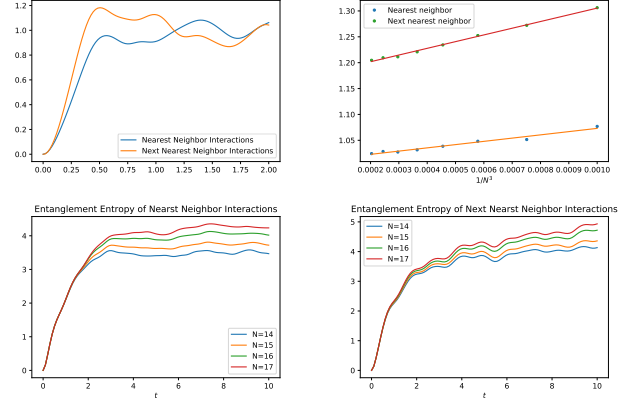 1.2
1.0
0.8
0.6
0.4
0.2
0.0
Nearest Neighbor Interactions
Next Nearest Neighbor Interactions
0.00 0.25 0.50 0.75 1.00 1.25 1.50 1.75 2.00
1.30
1.25
1.20
1.15
1.10
1.05
Nearest neighbor
Next nearest neighbor
0.0002 0.0003 0.0004 0.0005 0.0006 0.0007 0.0008 0.0009 0.0010
1/N³
Entanglement Entropy of Nearst Neighbor Interactions
4
3
2
1
0
N=14
N=15
N=16
N=17
0 2 4 6 8 10
t
Entanglement Entropy of Next Nearst Neighbor Interactions
5
4
3
2
1
0
N=14
N=15
N=16
N=17
0 2 4 6 8 10
t